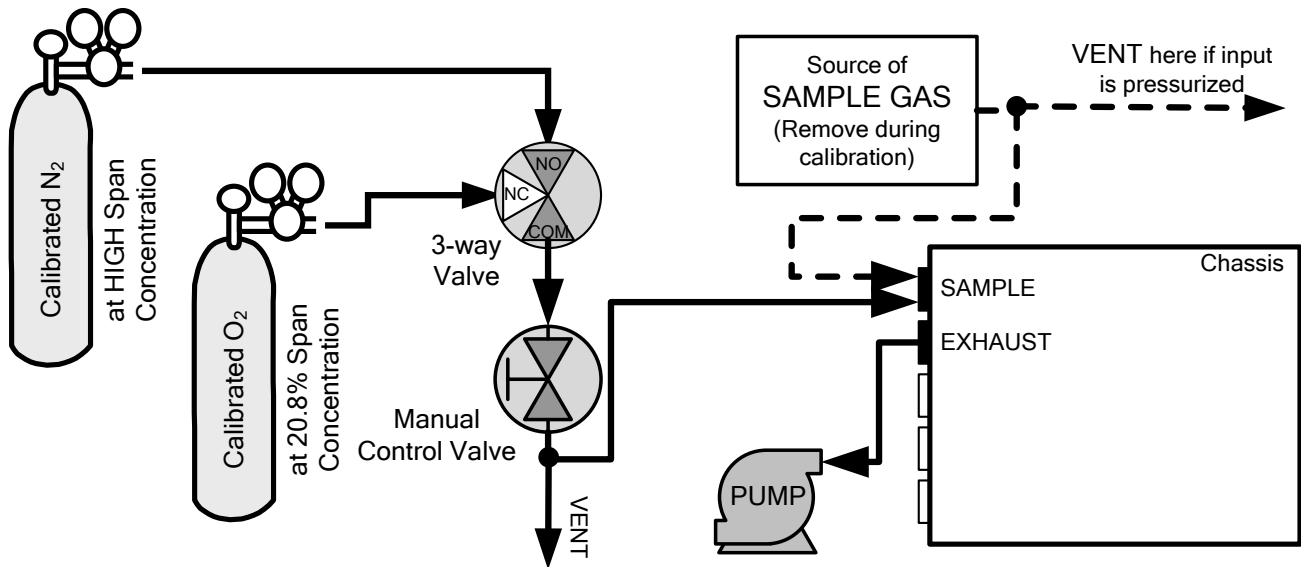 Calibrated N₂
at HIGH Span
Concentration
Calibrated O₂
at 20.8% Span
Concentration
NO
NC
COM
3-way
Valve
Manual
Control Valve
VENT
Source of
SAMPLE GAS
(Remove during
calibration)
VENT here if input
is pressurized
Chassis
SAMPLE
EXHAUST
PUMP